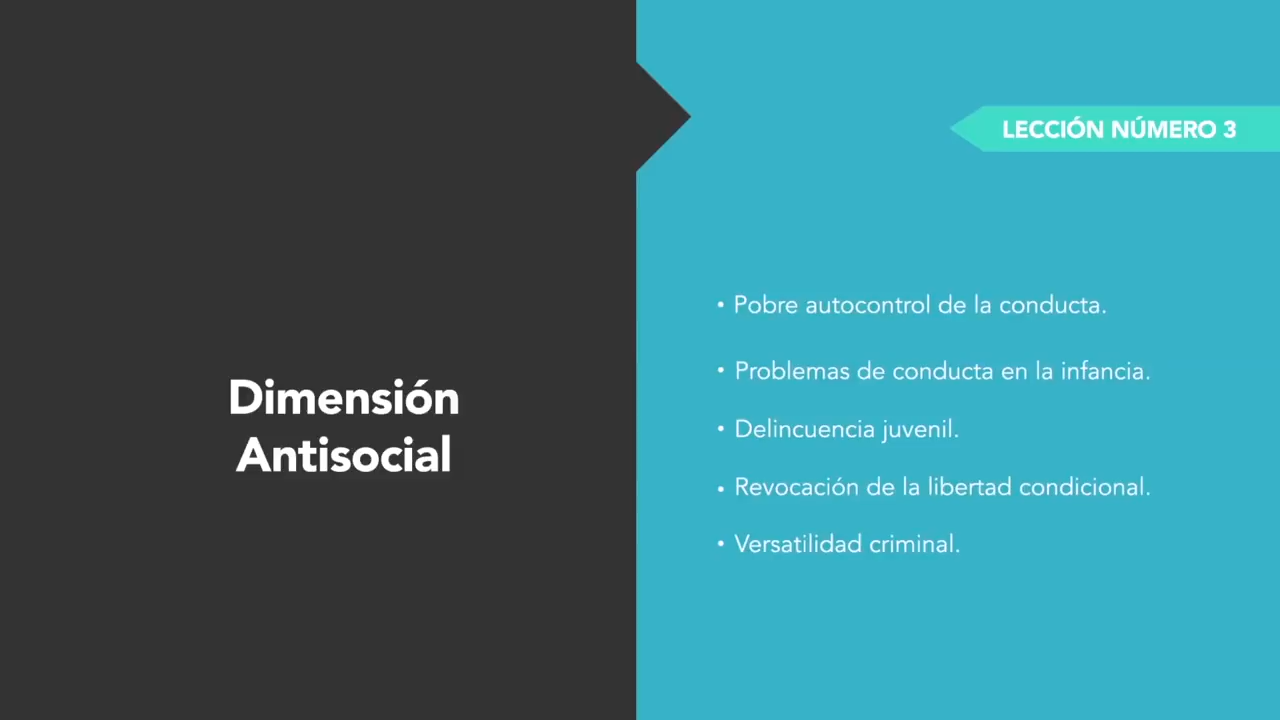 LECCIÓN NÚMERO 3
Dimensión
Antisocial
• Pobre autocontrol de la conducta.
• Problemas de conducta en la infancia.
• Delincuencia juvenil.
• Revocación de la libertad condicional.
• Versatilidad criminal.